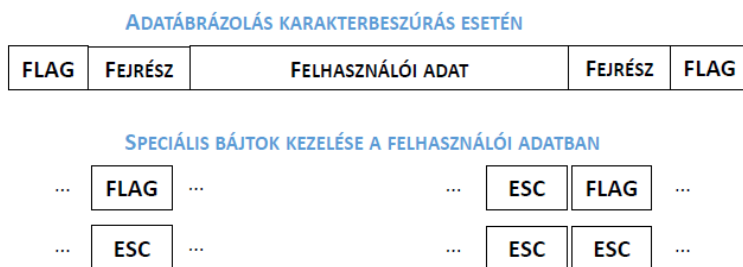 ADATÁBRÁZOLÁS KARAKTERBESZÚRÁS ESETÉN
FLAG FEJRÉSZ FELHASZNÁLÓI ADAT FEJRÉSZ FLAG
SPECIÁLIS BÁJTOK KEZELÉSE A FELHASZNÁLÓI ADATBAN
... FLAG ... ... ESC FLAG ...
... ESC ... ... ESC ESC ...